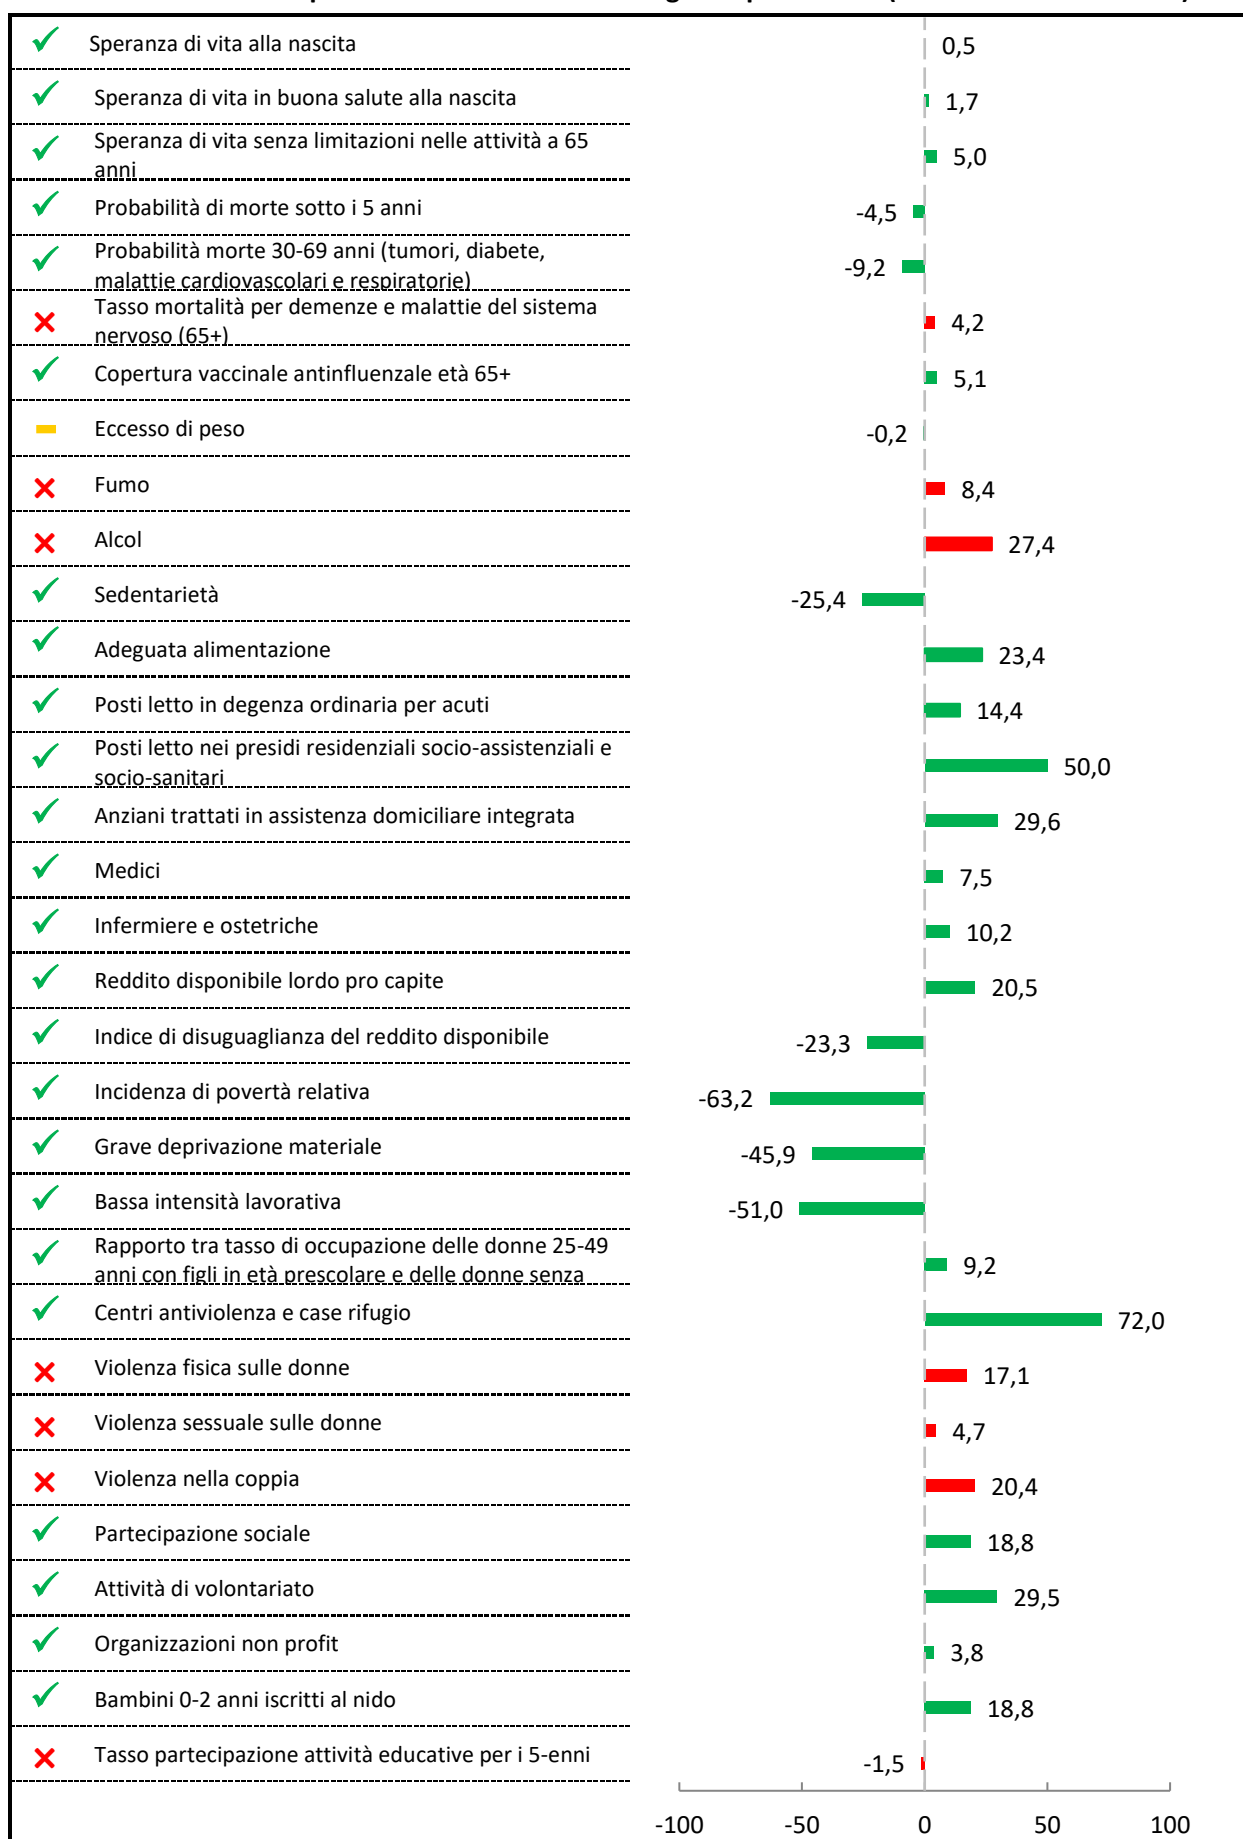 Speranza di vita alla nascita 0,5
Speranza di vita in buona salute alla nascita 1,7
Speranza di vita senza limitazioni nelle attività a 65
anni
5,0
Probabilità di morte sotto i 5 anni -4,5
Probabilità morte 30-69 anni (tumori, diabete,
malattie cardiovascolari e respiratorie)
-9,2
Tasso mortalità per demenze e malattie del sistema
nervoso (65+)
4,2
Copertura vaccinale antinfluenzale età 65+ 5,1
Eccesso di peso -0,2
Fumo 8,4
Alcol 27,4
Sedentarietà -25,4
Adeguata alimentazione 23,4
Posti letto in degenza ordinaria per acuti 14,4
Posti letto nei presidi residenziali socio-assistenziali e
socio-sanitari
50,0
Anziani trattati in assistenza domiciliare integrata 29,6
Medici 7,5
Infermiere e ostetriche 10,2
Reddito disponibile lordo pro capite 20,5
Indice di disuguaglianza del reddito disponibile -23,3
Incidenza di povertà relativa -63,2
Grave deprivazione materiale -45,9
Bassa intensità lavorativa -51,0
Rapporto tra tasso di occupazione delle donne 25-49
anni con figli in età prescolare e delle donne senza
9,2
Centri antiviolenza e case rifugio 72,0
Violenza fisica sulle donne 17,1
Violenza sessuale sulle donne 4,7
Violenza nella coppia 20,4
Partecipazione sociale 18,8
Attività di volontariato 29,5
Organizzazioni non profit 3,8
Bambini 0-2 anni iscritti al nido 18,8
Tasso partecipazione attività educative per i 5-enni -1,5
-100 -50 0 50 100